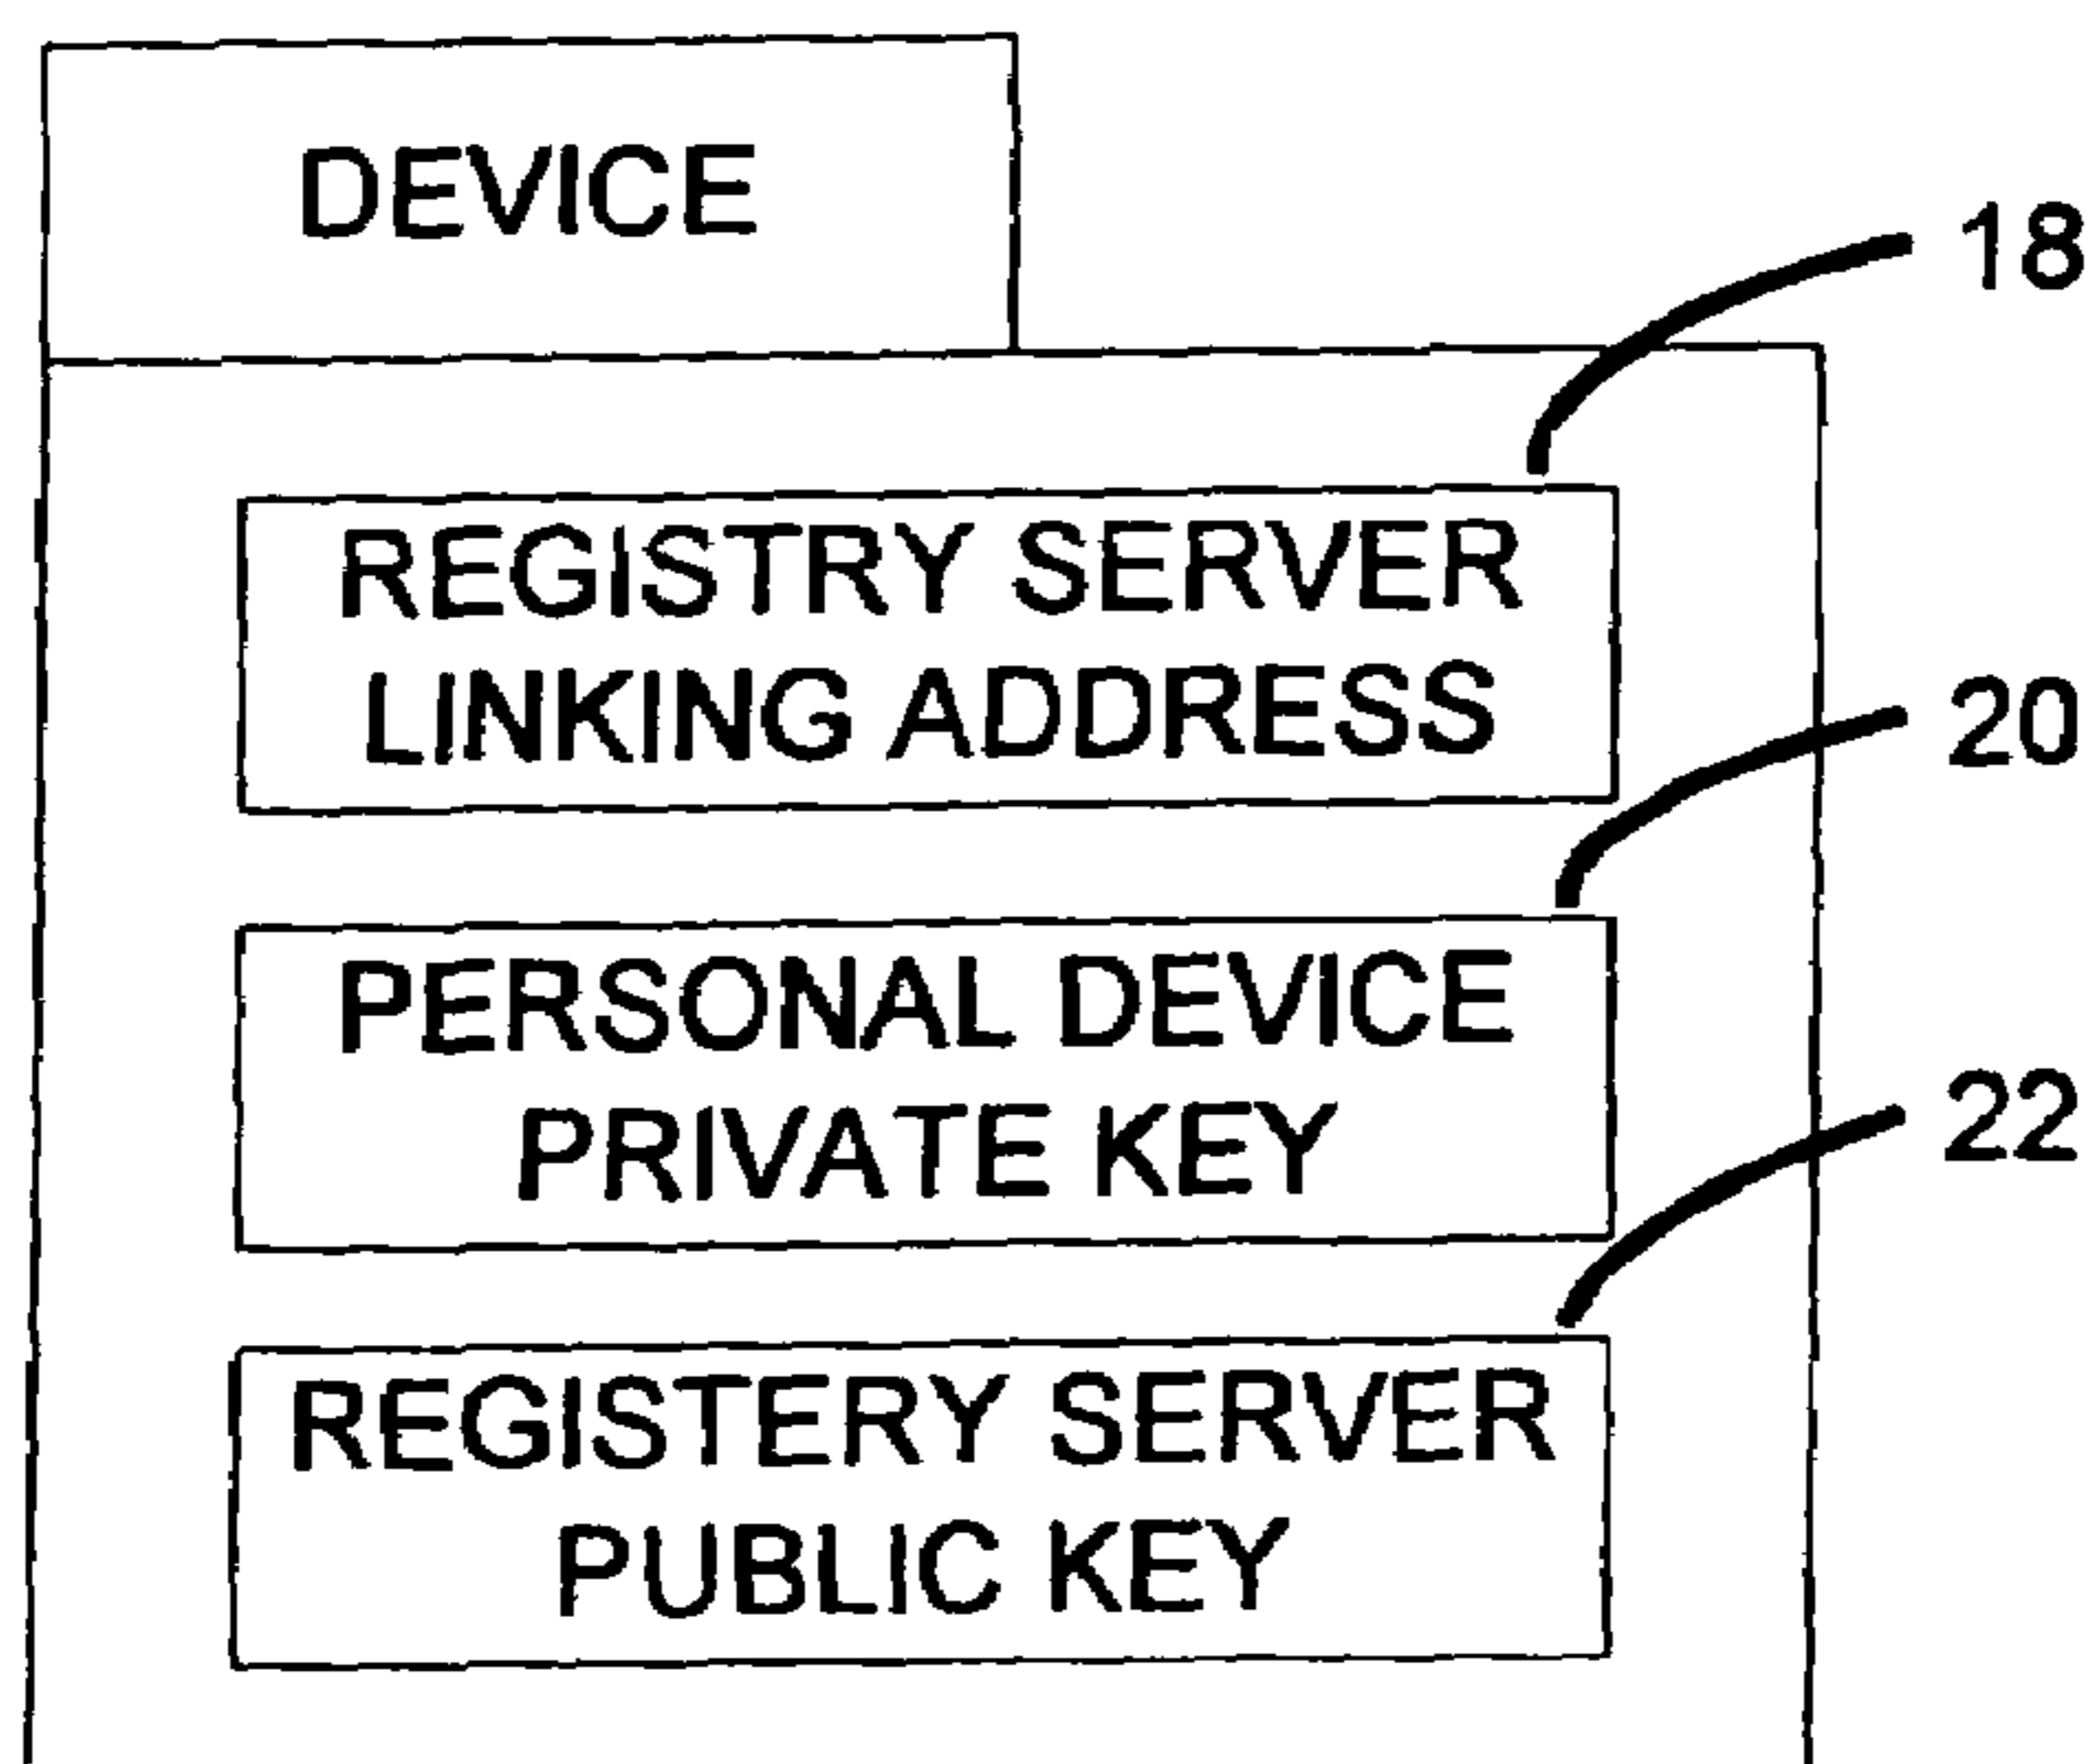 DEVICE
18
REGISTRY SERVER
LINKING ADDRESS
20
PERSONAL DEVICE
PRIVATE KEY
22
REGISTERY SERVER
PUBLIC KEY